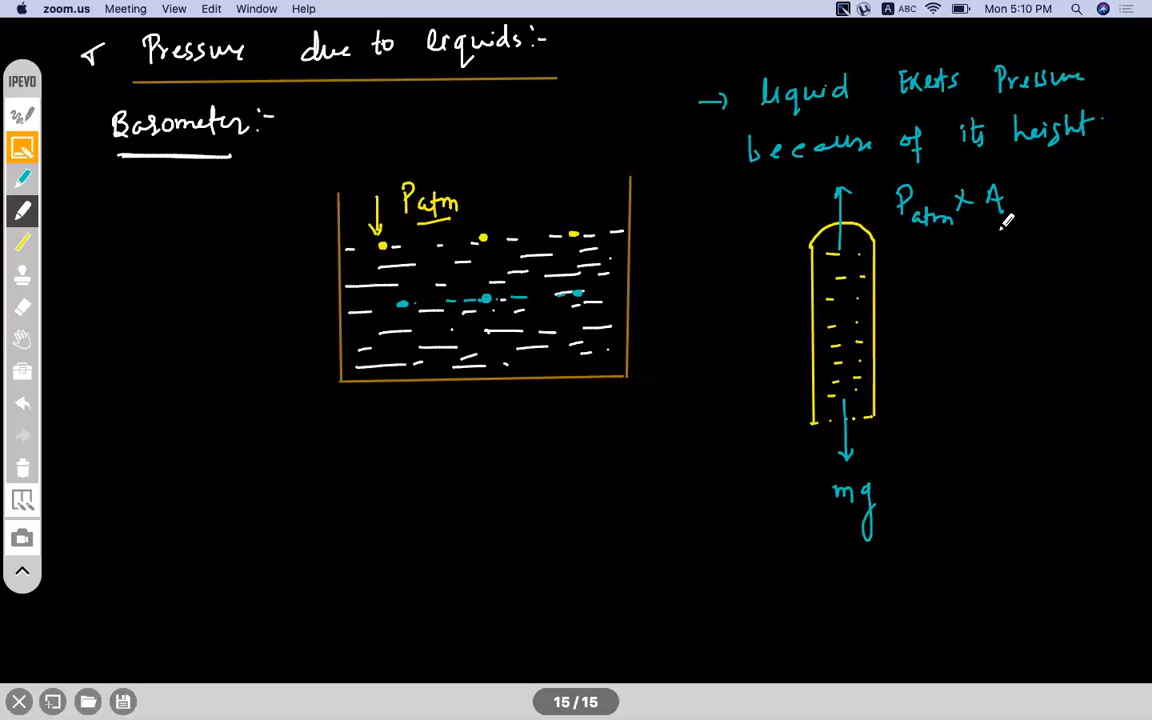 zoom.us Meeting View Edit Window Help
A ABC Mon 5:10 PM
IPEVO
Pressure due to liquids:-
Barometer:-
→ liquid Exerts Pressure
because of its height.
Patm
Patm × A
mg
15 / 15